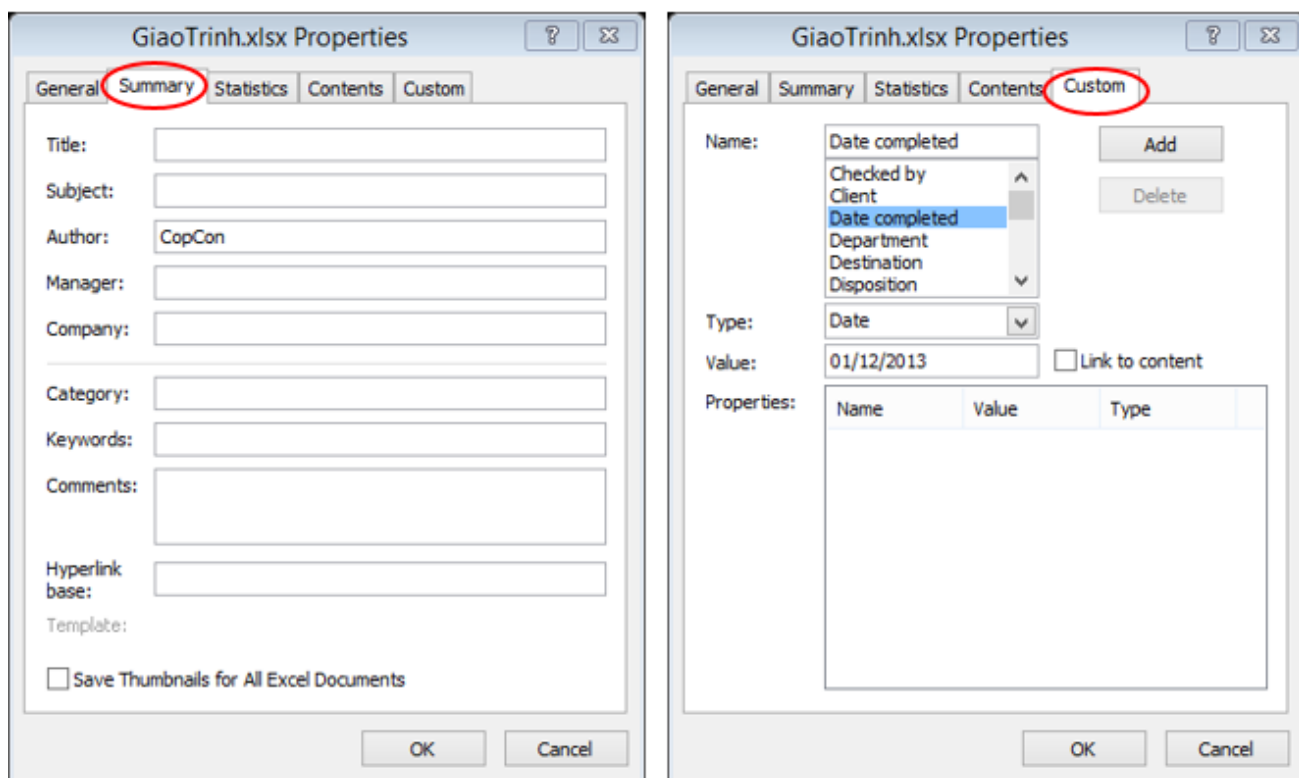 GiaoTrinh.xlsx Properties
General Summary Statistics Contents Custom
Title:
Subject:
Author: CopCon
Manager:
Company:
Category:
Keywords:
Comments:
Hyperlink
base:
Template:
Save Thumbnails for All Excel Documents
OK Cancel
GiaoTrinh.xlsx Properties
General Summary Statistics Contents Custom
Name: Date completed Add
Checked by
Client
Date completed
Department
Destination
Disposition
Delete
Type: Date
Value: 01/12/2013 Link to content
Properties: Name Value Type
OK Cancel